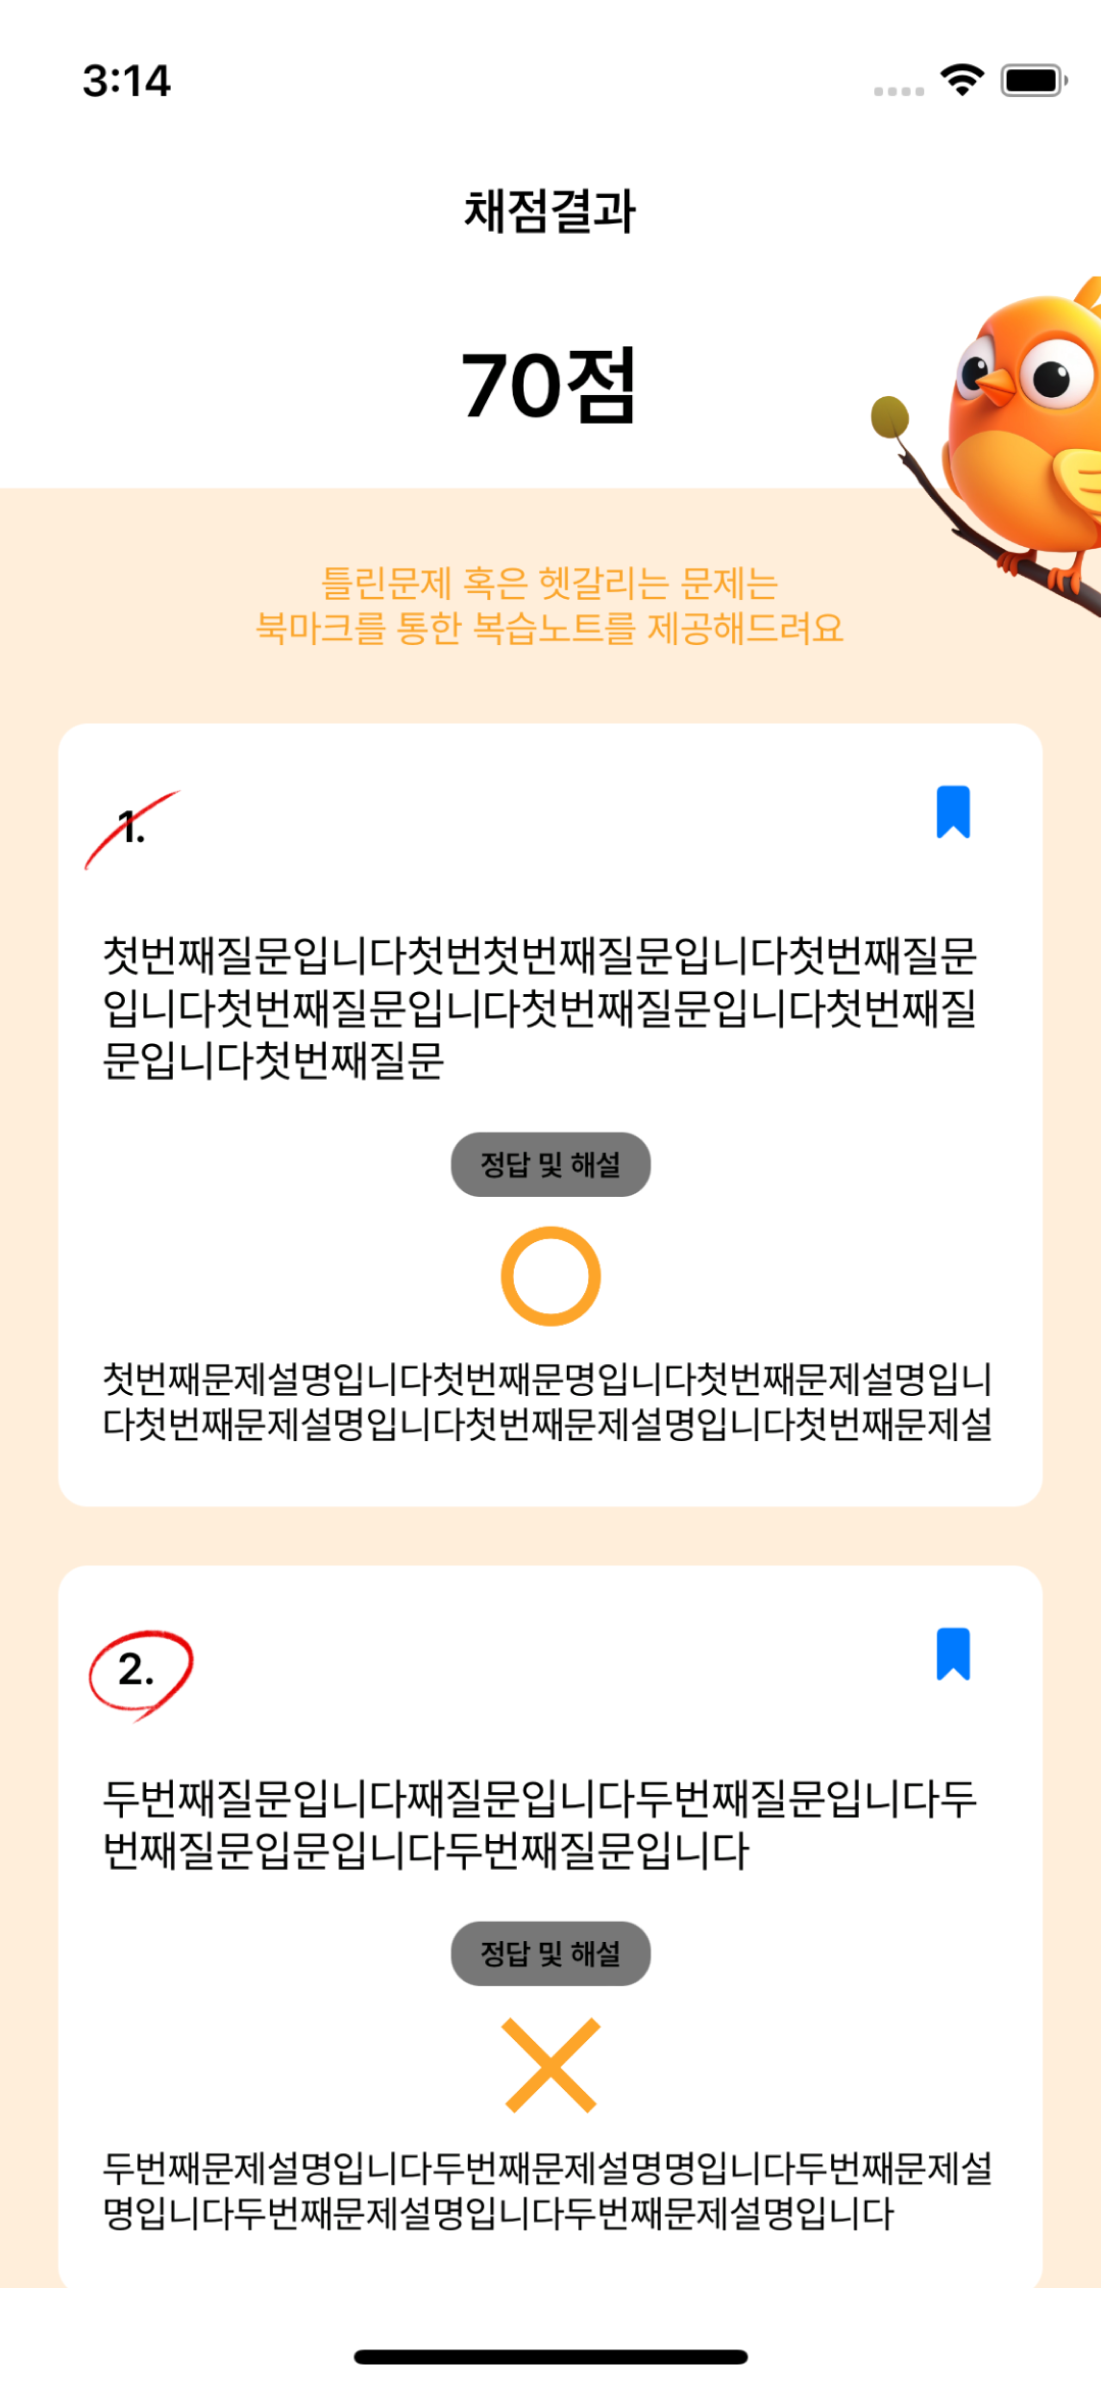 3:14
채점결과
70점
틀린문제 혹은 헷갈리는 문제는
북마크를 통한 복습노트를 제공해드려요
1.
첫번째질문입니다첫번첫번째질문입니다첫번째질문
입니다첫번째질문입니다첫번째질문입니다첫번째질
문입니다첫번째질문
정답 및 해설
첫번째문제설명입니다첫번째문명입니다첫번째문제설명입니
다첫번째문제설명입니다첫번째문제설명입니다첫번째문제설
2.
두번째질문입니다째질문입니다두번째질문입니다두
번째질문입문입니다두번째질문입니다
정답 및 해설
두번째문제설명입니다두번째문제설명명입니다두번째문제설
명입니다두번째문제설명입니다두번째문제설명입니다